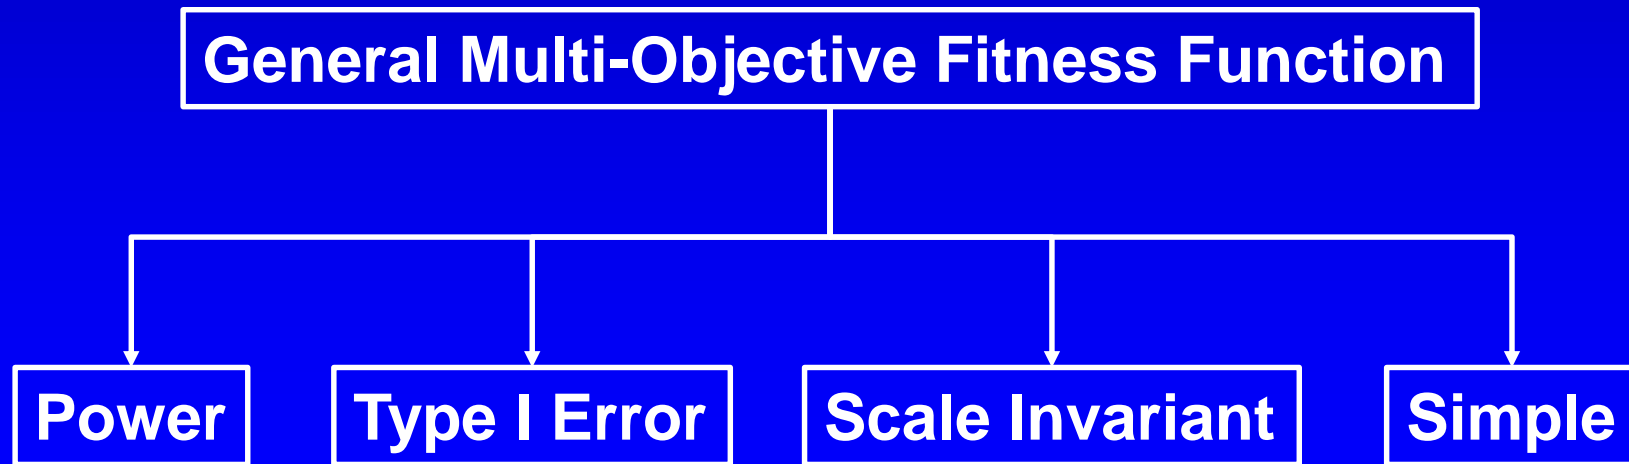 General Multi-Objective Fitness Function
Power
Type I Error
Scale Invariant
Simple